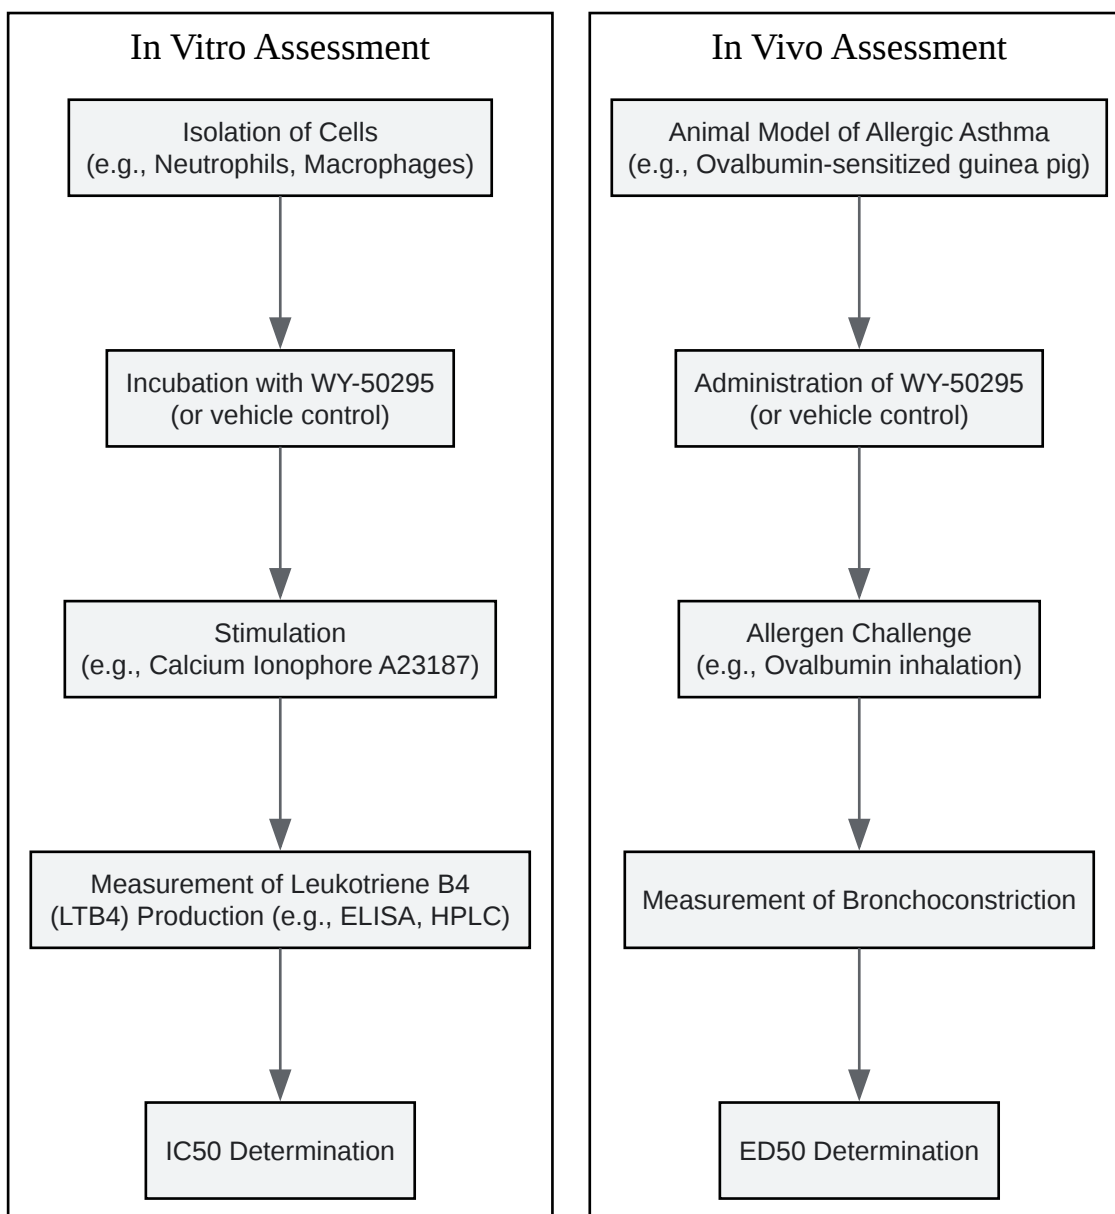 In Vitro Assessment
Isolation of Cells
(e.g., Neutrophils, Macrophages)
Incubation with WY-50295
(or vehicle control)
Stimulation
(e.g., Calcium Ionophore A23187)
Measurement of Leukotriene B4
(LTB4) Production (e.g., ELISA, HPLC)
IC50 Determination
In Vivo Assessment
Animal Model of Allergic Asthma
(e.g., Ovalbumin-sensitized guinea pig)
Administration of WY-50295
(or vehicle control)
Allergen Challenge
(e.g., Ovalbumin inhalation)
Measurement of Bronchoconstriction
ED50 Determination